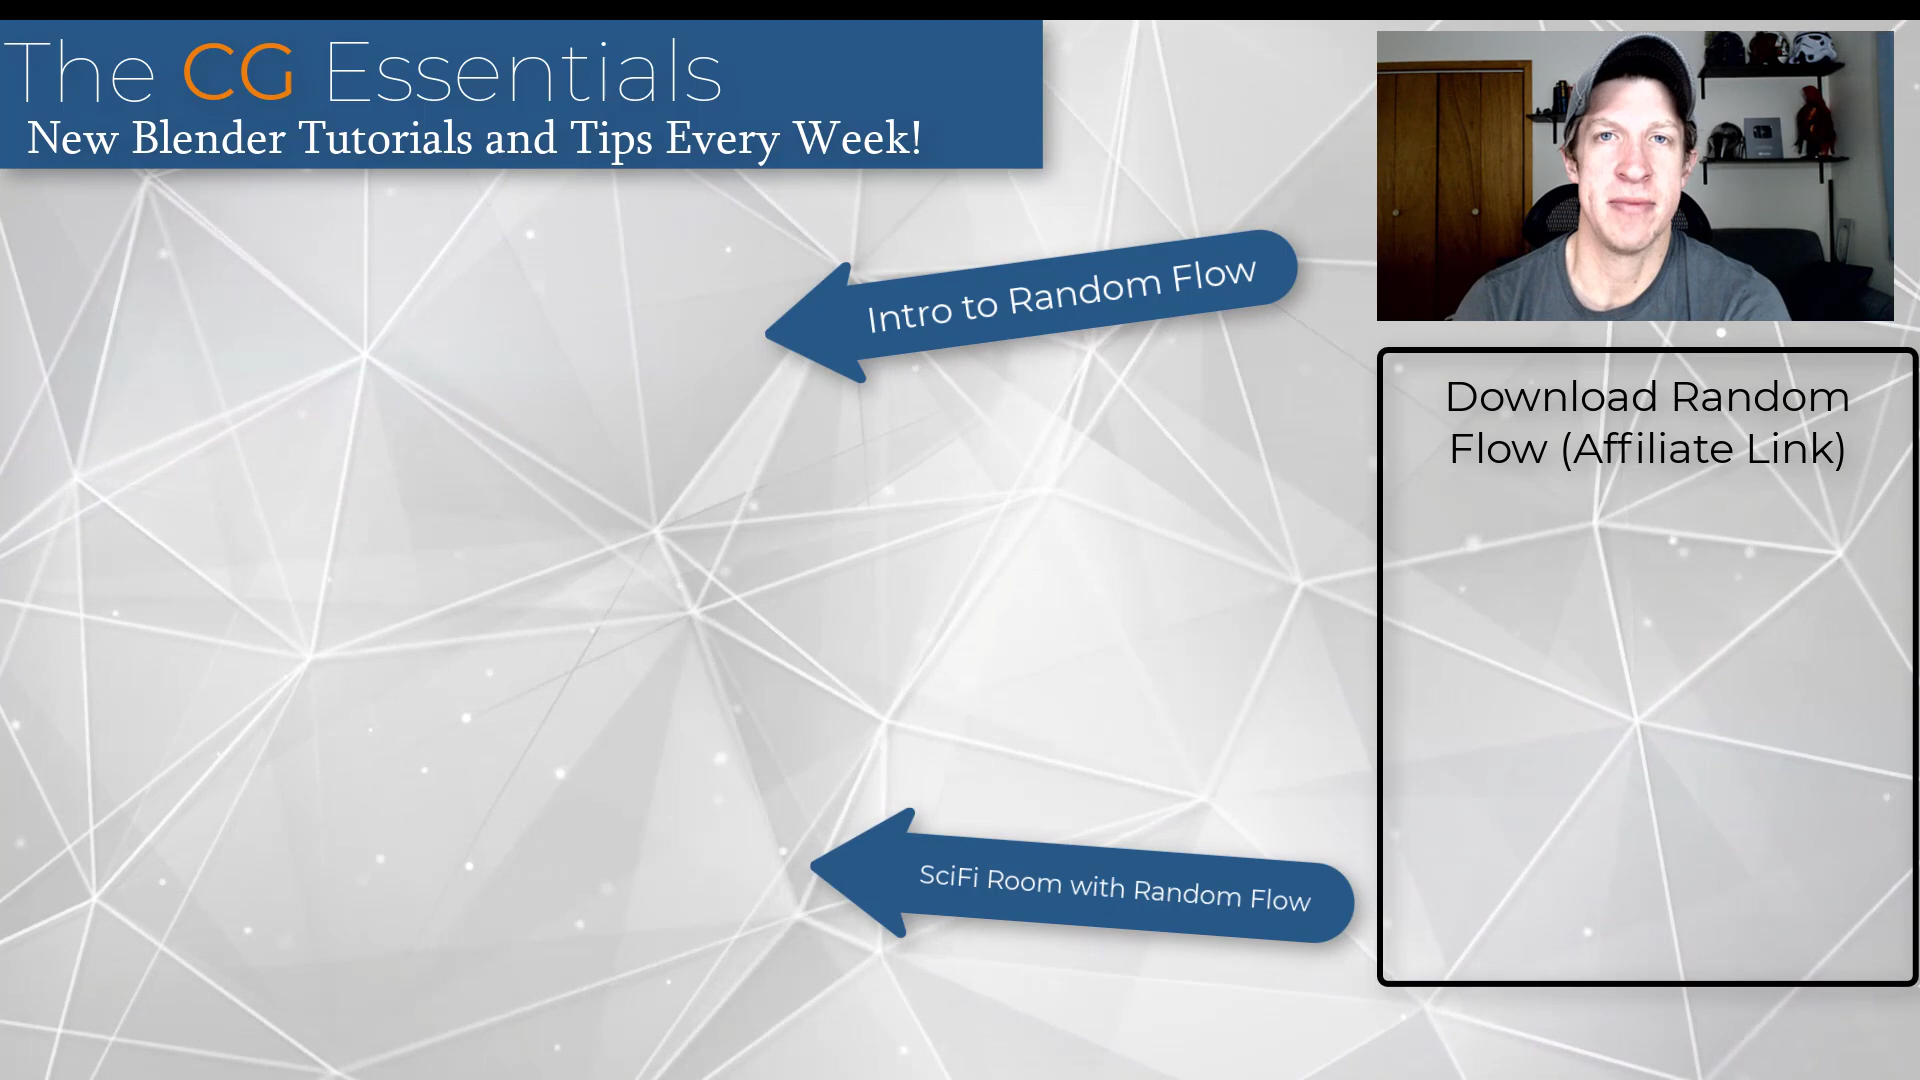 The CG Essentials
New Blender Tutorials and Tips Every Week!
Intro to Random Flow
Download Random
Flow (Affiliate Link)
SciFi Room with Random Flow